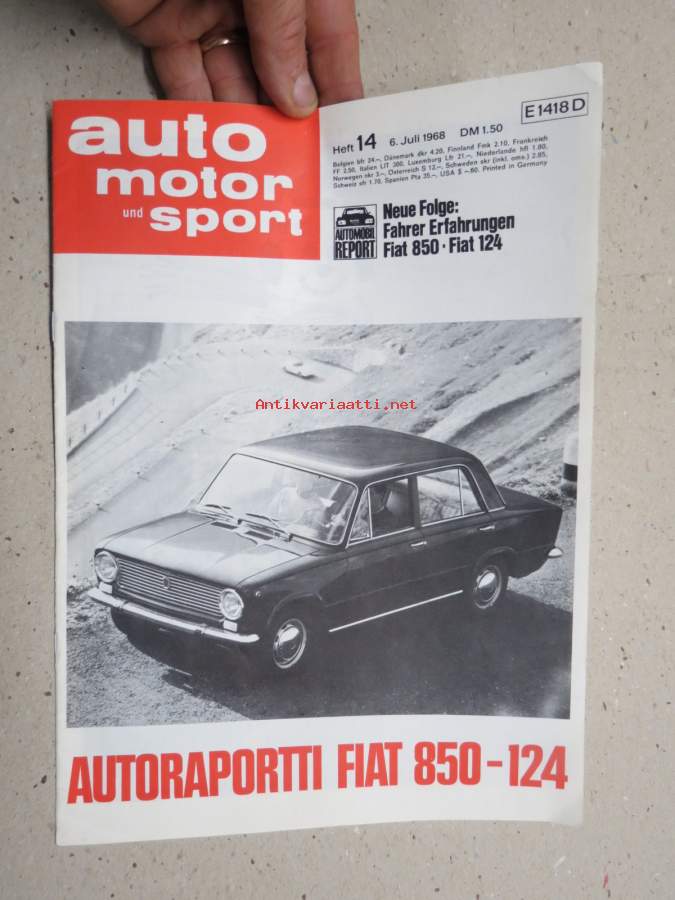 auto
motor
und sport
Heft 14 6. Juli 1968 DM 1.50
E 1418 D
Belgien bfr 24.–, Dänemark dkr 4.20, Finnland Fmk 2.10, Frankreich
FF 2.50, Italien LIT 300, Luxemburg Lfr 21.–, Niederlande hfl 1.80,
Norwegen nkr 3.–, Österreich S 12.–, Schweden skr (inkl. oms.) 2.85,
Schweiz sfr 1.70, Spanien Pta 35.–, USA $ –.60. Printed in Germany
AUTOMOBIL
REPORT
Neue Folge:
Fahrer Erfahrungen
Fiat 850 · Fiat 124
Antikvariaatti.net
AUTORAPORTTI FIAT 850–124